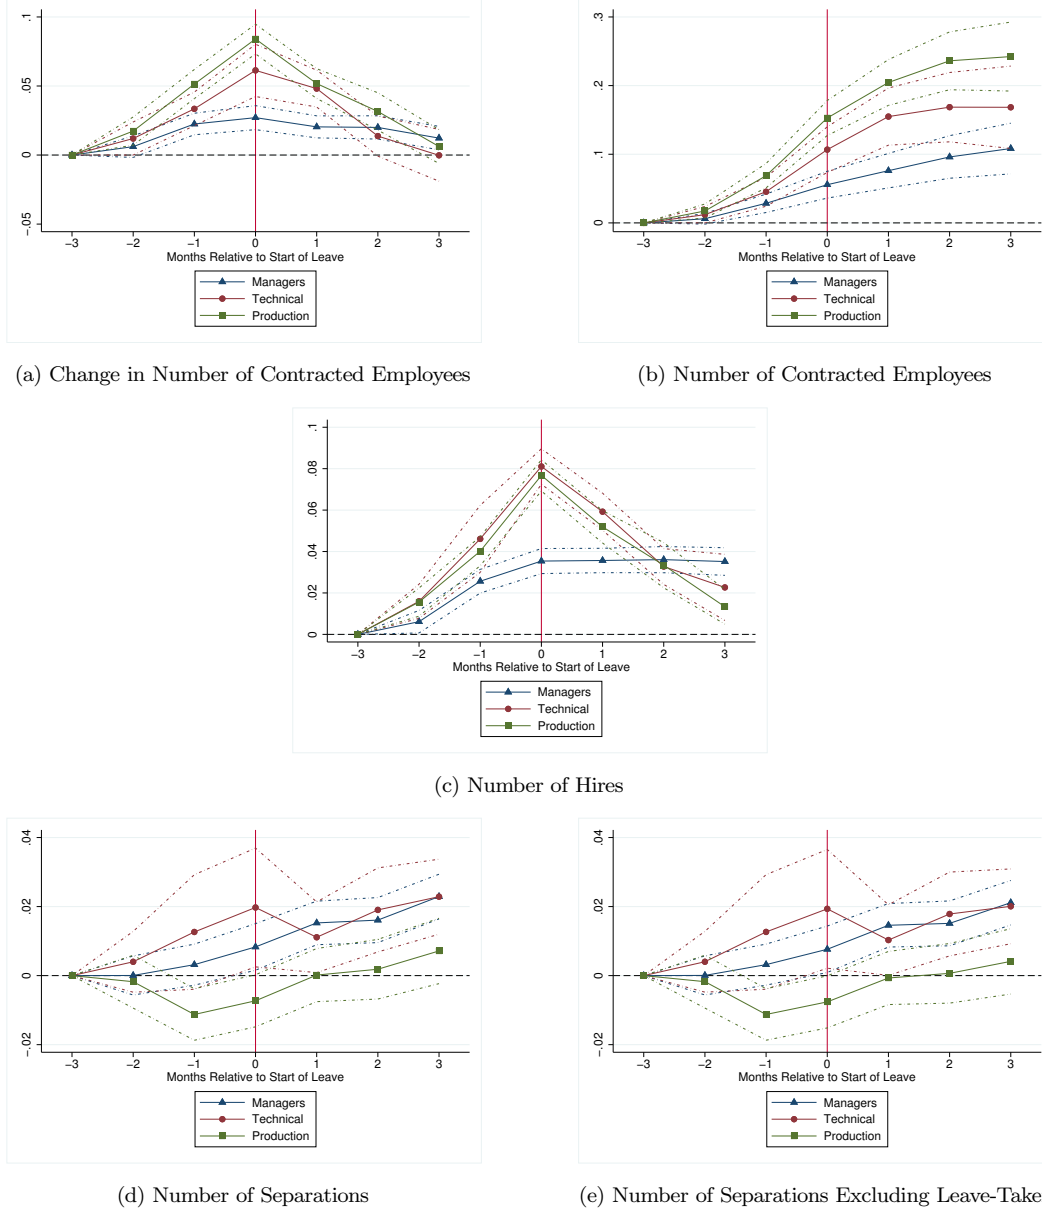 .1
.05
0
-.05
−3 −2 −1 0 1 2 3
Months Relative to Start of Leave
Managers
Technical
Production
(a) Change in Number of Contracted Employees
.3
.2
.1
0
−3 −2 −1 0 1 2 3
Months Relative to Start of Leave
Managers
Technical
Production
(b) Number of Contracted Employees
.1
.08
.06
.04
.02
0
−3 −2 −1 0 1 2 3
Months Relative to Start of Leave
Managers
Technical
Production
(c) Number of Hires
.04
.02
0
-.02
−3 −2 −1 0 1 2 3
Months Relative to Start of Leave
Managers
Technical
Production
(d) Number of Separations
.04
.02
0
-.02
−3 −2 −1 0 1 2 3
Months Relative to Start of Leave
Managers
Technical
Production
(e) Number of Separations Excluding Leave-Take